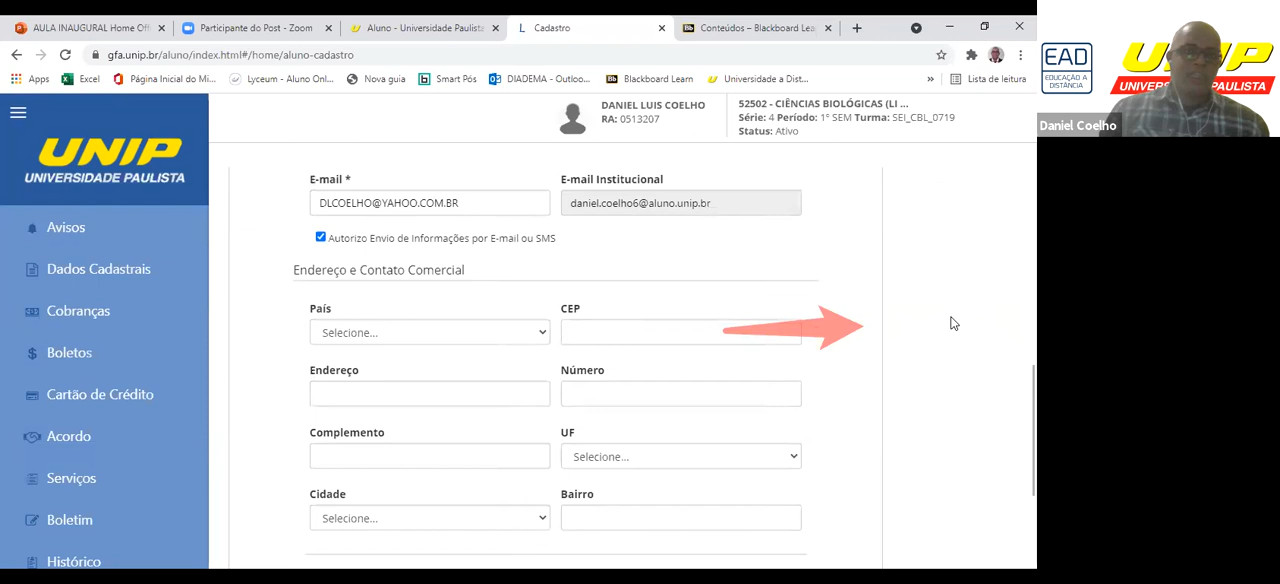 AULA INAUGURAL Home Offi
Participante do Post - Zoom
Aluno - Universidade Paulista
Cadastro
Conteúdos – Blackboard Lea
gfa.unip.br/aluno/index.html#/home/aluno-cadastro
Apps
Excel
Página Inicial do Mi...
Lyceum - Aluno Onl...
Nova guia
Smart Pós
DIADEMA - Outloo...
Blackboard Learn
Universidade a Dist...
»
Lista de leitura
UNIP
UNIVERSIDADE PAULISTA
DANIEL LUIS COELHO
RA: 0513207
52502 - CIÊNCIAS BIOLÓGICAS (LI ...
Série: 4 Período: 1º SEM Turma: SEI_CBL_0719
Status: Ativo
Avisos
Dados Cadastrais
Cobranças
Boletos
Cartão de Crédito
Acordo
Serviços
Boletim
Histórico
E-mail *
DLCOELHO@YAHOO.COM.BR
E-mail Institucional
daniel.coelho6@aluno.unip.br
Autorizo Envio de Informações por E-mail ou SMS
Endereço e Contato Comercial
País
Selecione...
CEP
Endereço
Número
Complemento
UF
Selecione...
Cidade
Selecione...
Bairro
EAD
EDUCAÇÃO A
DISTÂNCIA
Daniel Coelho